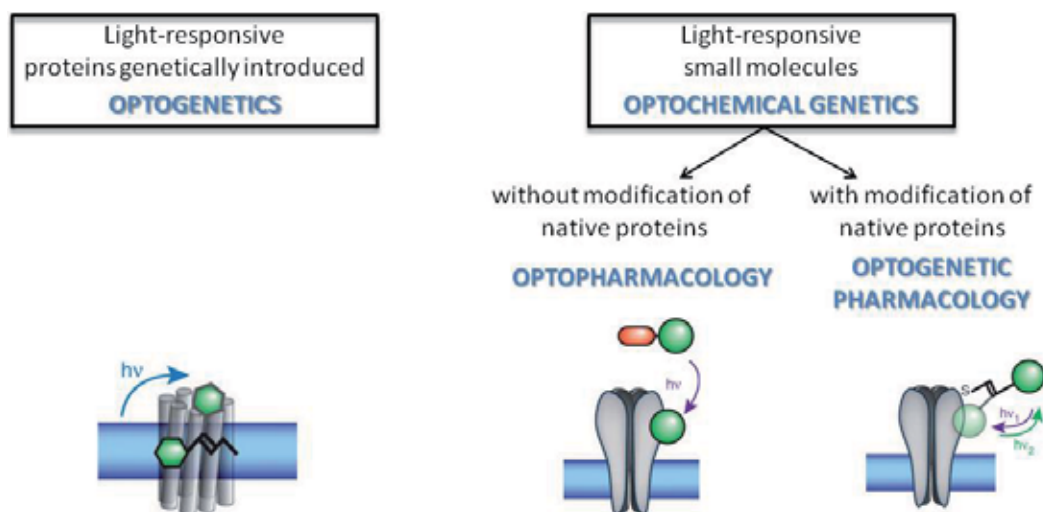 Light-responsive
proteins genetically introduced
OPTOGENETICS
Light-responsive
small molecules
OPTOCHEMICAL GENETICS
without modification of
native proteins
OPTOPHARMACOLOGY
with modification of
native proteins
OPTOGENETIC
PHARMACOLOGY
hν
hν
S
hν₁
hν₂